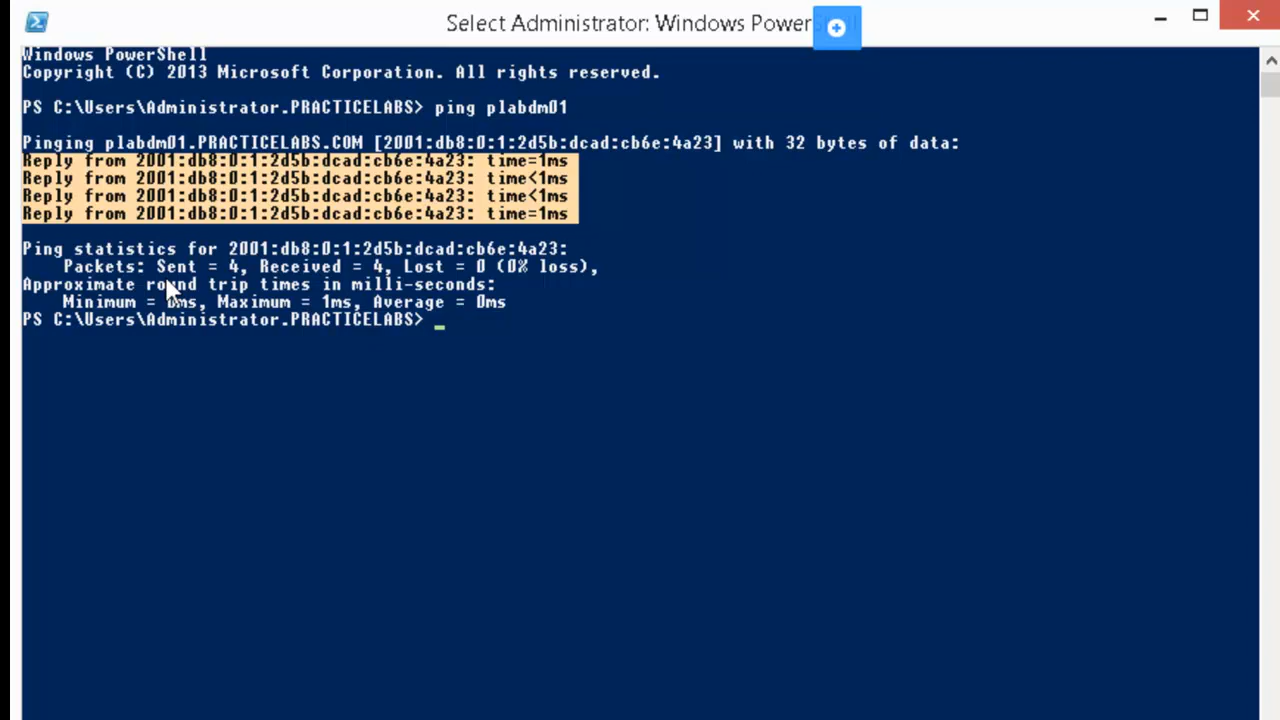 Select Administrator: Windows PowerShell
Windows PowerShell
Copyright (C) 2013 Microsoft Corporation. All rights reserved.
PS C:\Users\Administrator.PRACTICELABS> ping plabdm01
Pinging plabdm01.PRACTICELABS.COM [2001:db8:0:1:2d5b:dcad:cb6e:4a23] with 32 bytes of data:
Reply from 2001:db8:0:1:2d5b:dcad:cb6e:4a23: time=1ms
Reply from 2001:db8:0:1:2d5b:dcad:cb6e:4a23: time<1ms
Reply from 2001:db8:0:1:2d5b:dcad:cb6e:4a23: time<1ms
Reply from 2001:db8:0:1:2d5b:dcad:cb6e:4a23: time=1ms
Ping statistics for 2001:db8:0:1:2d5b:dcad:cb6e:4a23:
Packets: Sent = 4, Received = 4, Lost = 0 (0% loss),
Approximate round trip times in milli-seconds:
Minimum = 0ms, Maximum = 1ms, Average = 0ms
PS C:\Users\Administrator.PRACTICELABS> _